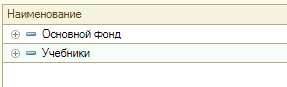 Наименование
Основной фонд
Учебники